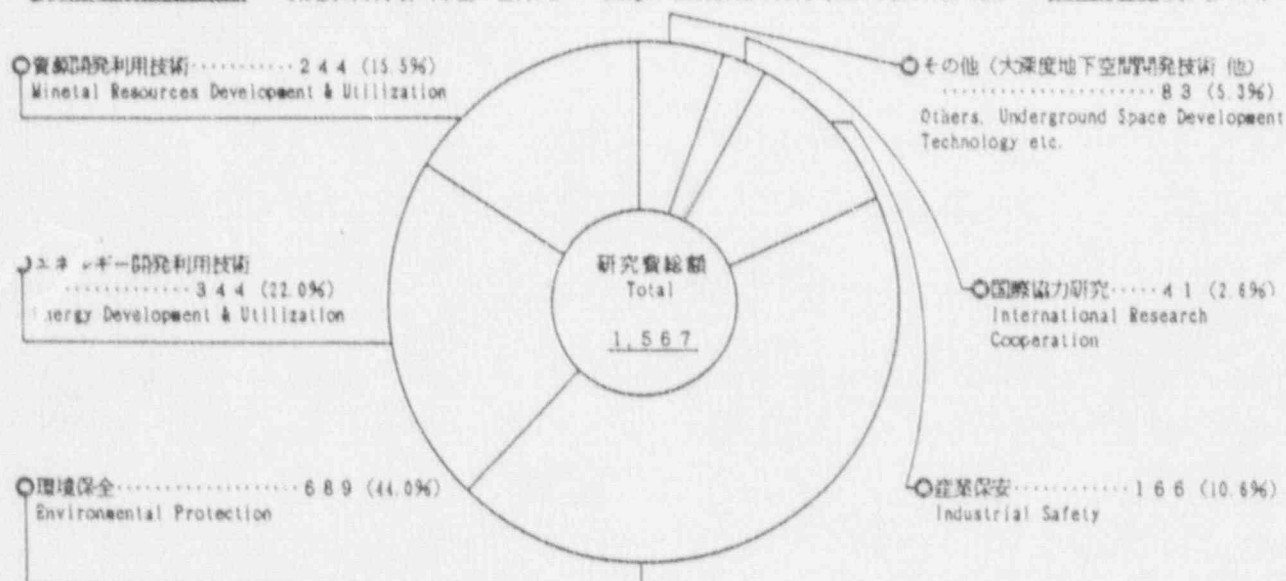 資源開発利用技術·········244 (15.5%)
Minetal Resources Development & Utilization
エネルギー開発利用技術
·············344 (22.0%)
Energy Development & Utilization
環境保全·················689 (44.0%)
Environmental Protection
研究費総額
Total
1,567
その他（大深度地下空間開発技術 他）
···················83 (5.3%)
Others. Underground Space Development
Technology etc.
国際協力研究·····41 (2.6%)
International Research
Cooperation
産業保安············166 (10.6%)
Industrial Safety